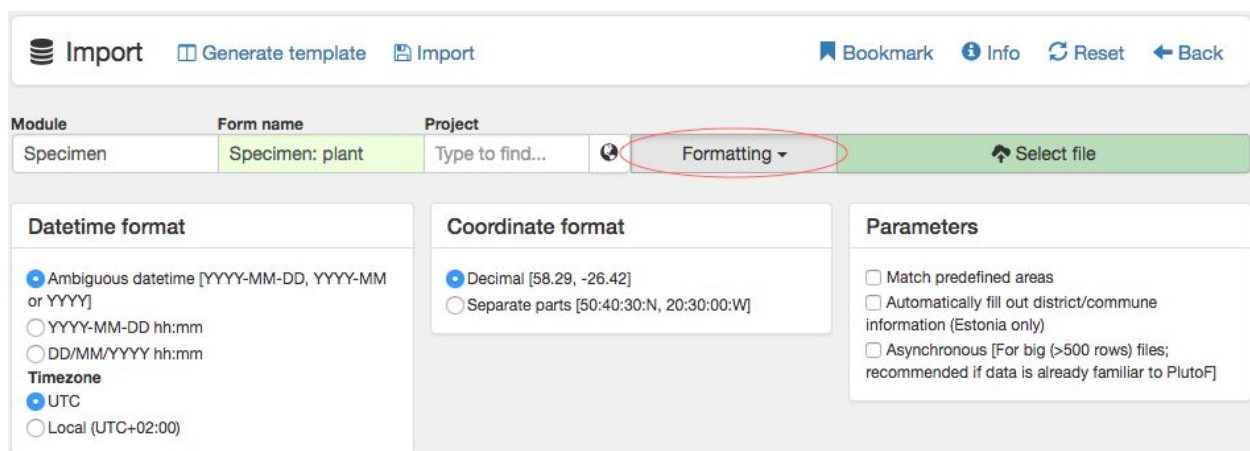 Import Generate template Import Bookmark Info Reset Back
Module Form name Project
Specimen Specimen: plant Type to find... Formatting Select file
Datetime format
Ambiguous datetime [YYYY-MM-DD, YYYY-MM
or YYYY]
YYYY-MM-DD hh:mm
DD/MM/YYYY hh:mm
Timezone
UTC
Local (UTC+02:00)
Coordinate format
Decimal [58.29, -26.42]
Separate parts [50:40:30:N, 20:30:00:W]
Parameters
Match predefined areas
Automatically fill out district/commune
information (Estonia only)
Asynchronous [For big (>500 rows) files;
recommended if data is already familiar to PlutoF]